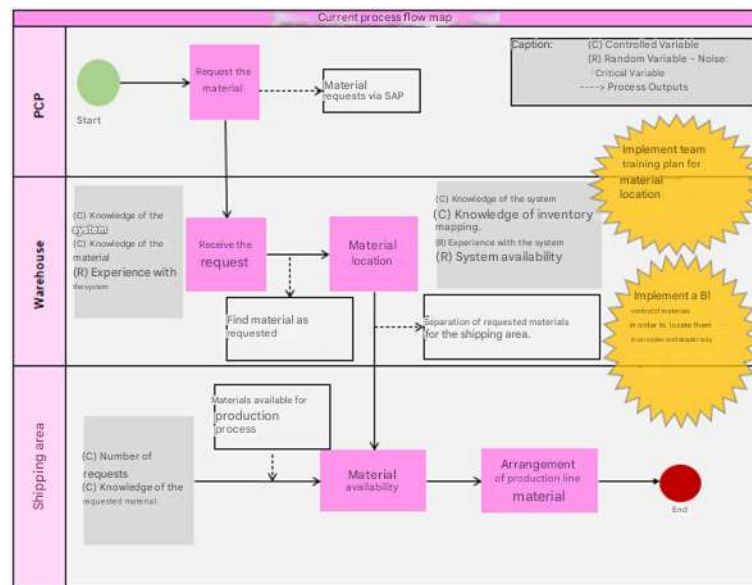 Current process flow map
PCP
Start
Request the
material
Material
requests via SAP
Caption:
(C) Controlled Variable
(R) Random Variable – Noise:
Critical Variable
----> Process Outputs
Implement team
training plan for
material
location
Warehouse
(C) Knowledge of the
system
(C) Knowledge of the
material
(R) Experience with
the system
Receive the
request
Material
location
(C) Knowledge of the system
(C) Knowledge of inventory
mapping.
(R) Experience with the system
(R) System availability
Find material as
requested
Separation of requested materials
for the shipping area.
Implement a BI
control of materials
in order to locate them
Shipping area
Materials available for
production
process
(C) Number of
requests
(C) Knowledge of the
requested material.
Material
availability
Arrangement
of production line
material
End